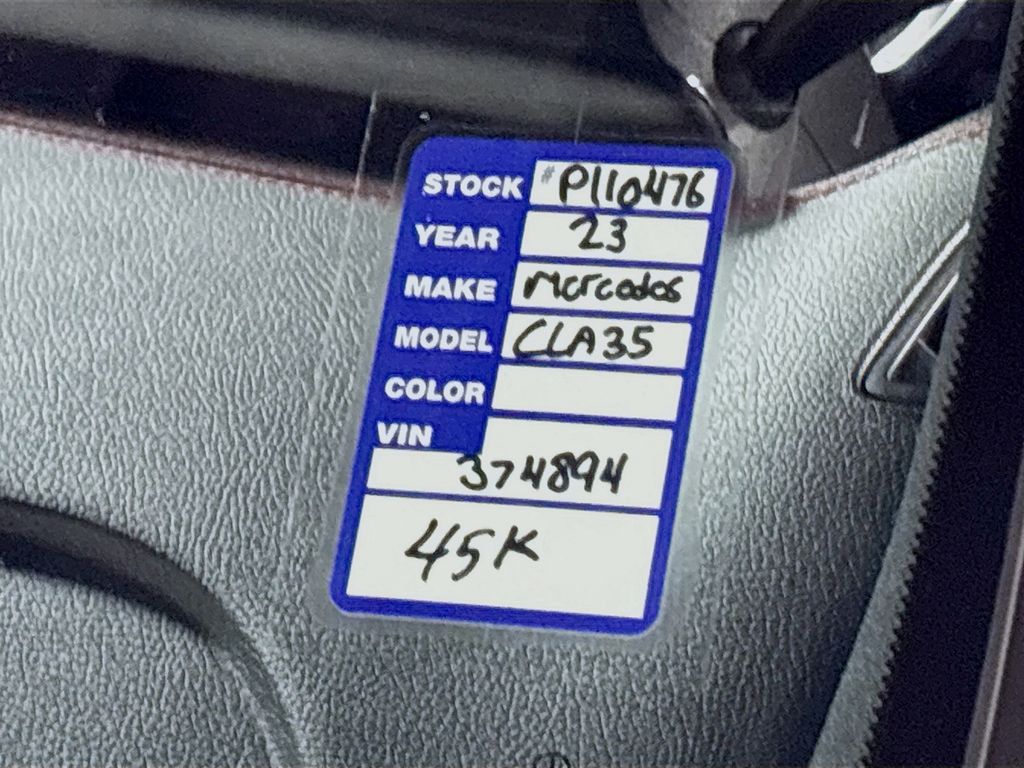 STOCK # P110476
YEAR 23
MAKE Mercedes
MODEL CLA35
COLOR
VIN
374894
45K